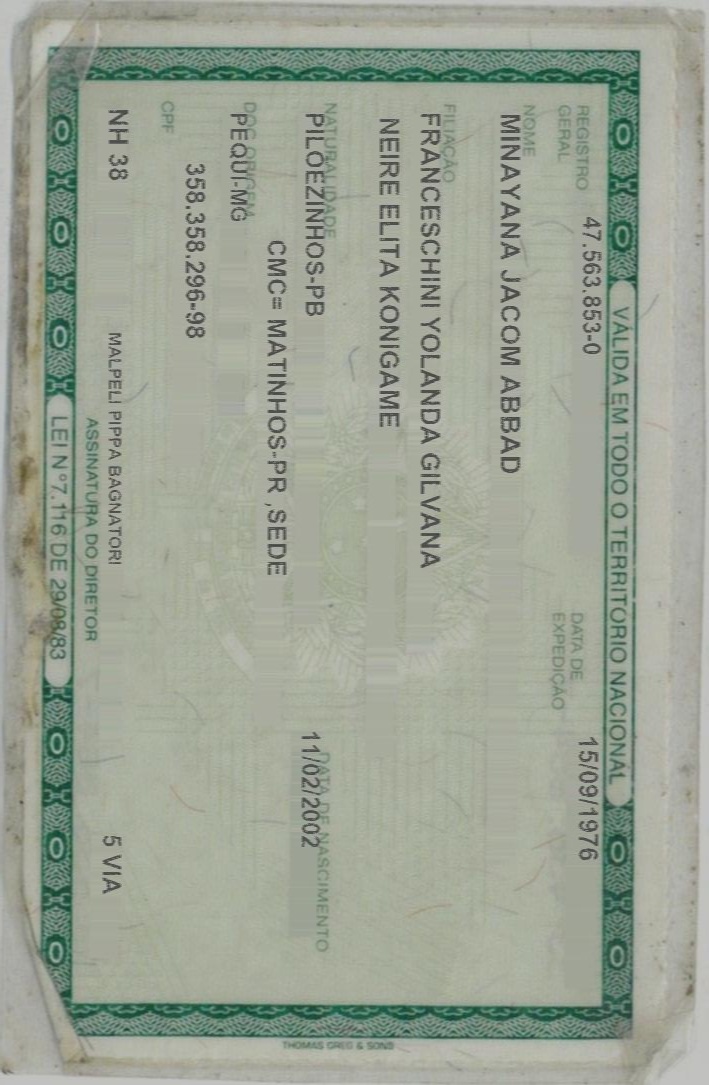 VÁLIDA EM TODO O TERRITÓRIO NACIONAL
REGISTRO GERAL 47.563.853-0 DATA DE EXPEDIÇÃO 15/09/1976
NOME
MINAYANA JACOM ABBAD
FILIAÇÃO
FRANCESCHINI YOLANDA GILVANA
NEIRE ELITA KONIGAME
NATURALIDADE DATA DE NASCIMENTO
PILOEZINHOS-PB 11/02/2002
CMC= MATINHOS-PR ,SEDE
DOC ORIGEM
PEQUI-MG
358.358.296-98
CPF
NH 38 MALPELI PIPPA BAGNATORI 5 VIA
ASSINATURA DO DIRETOR
LEI Nº 7.116 DE 29/08/83
THOMAS GREG & SONS